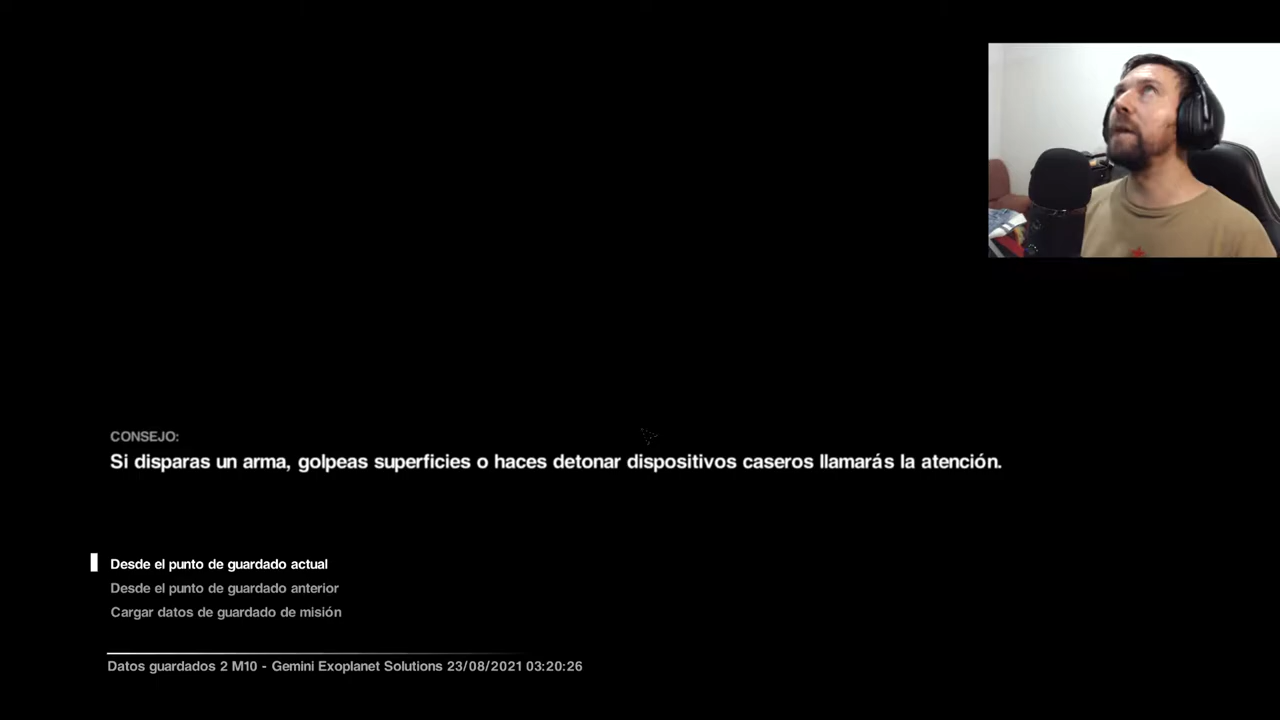 CONSEJO:
Si disparas un arma, golpeas superficies o haces detonar dispositivos caseros llamarás la atención.
Desde el punto de guardado actual
Desde el punto de guardado anterior
Cargar datos de guardado de misión
Datos guardados 2 M10 - Gemini Exoplanet Solutions 23/08/2021 03:20:26